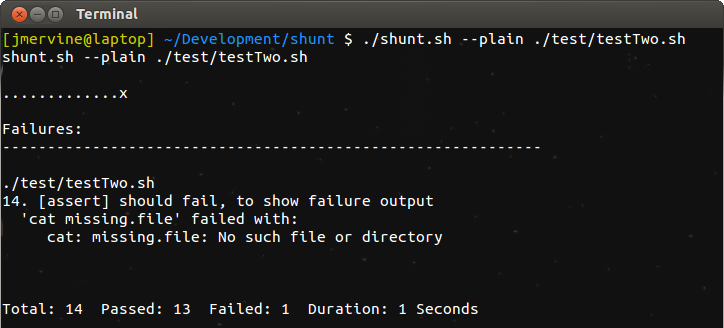 Terminal
[jmervine@laptop] ~/Development/shunt $ ./shunt.sh --plain ./test/testTwo.sh
shunt.sh --plain ./test/testTwo.sh
.............x
Failures:
------------------------------------------------------------
./test/testTwo.sh
14. [assert] should fail, to show failure output
'cat missing.file' failed with:
cat: missing.file: No such file or directory
Total: 14  Passed: 13  Failed: 1  Duration: 1 Seconds